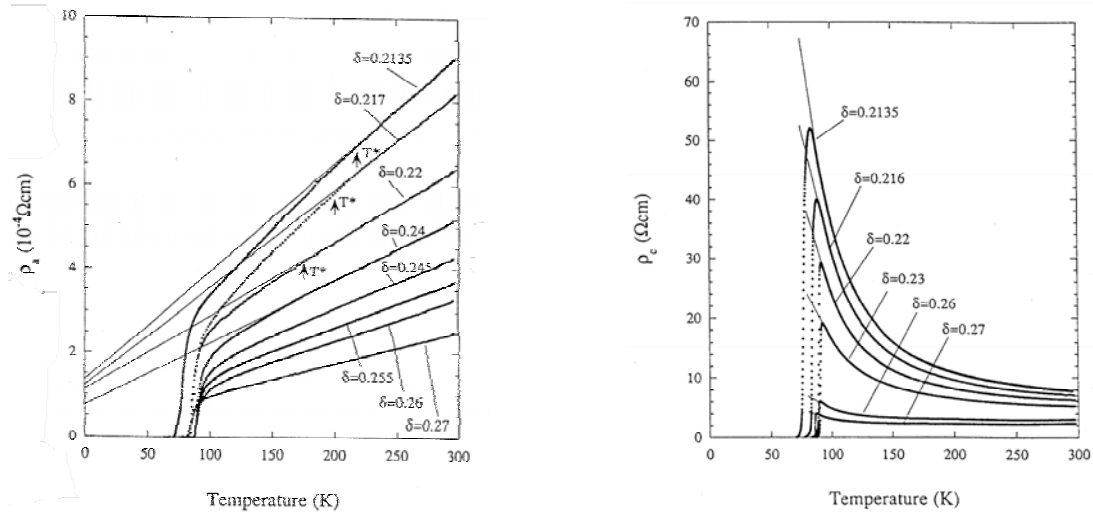 10
8
6
4
2
0
ρa (10⁻⁴Ωcm)
δ=0.2135
δ=0.217
T*
δ=0.22
T*
δ=0.24
T*
δ=0.245
δ=0.255
δ=0.26
δ=0.27
0 50 100 150 200 250 300
Temperature (K)
70
60
50
40
30
20
10
0
ρc (Ωcm)
δ=0.2135
δ=0.216
δ=0.22
δ=0.23
δ=0.26
δ=0.27
0 50 100 150 200 250 300
Temperature (K)